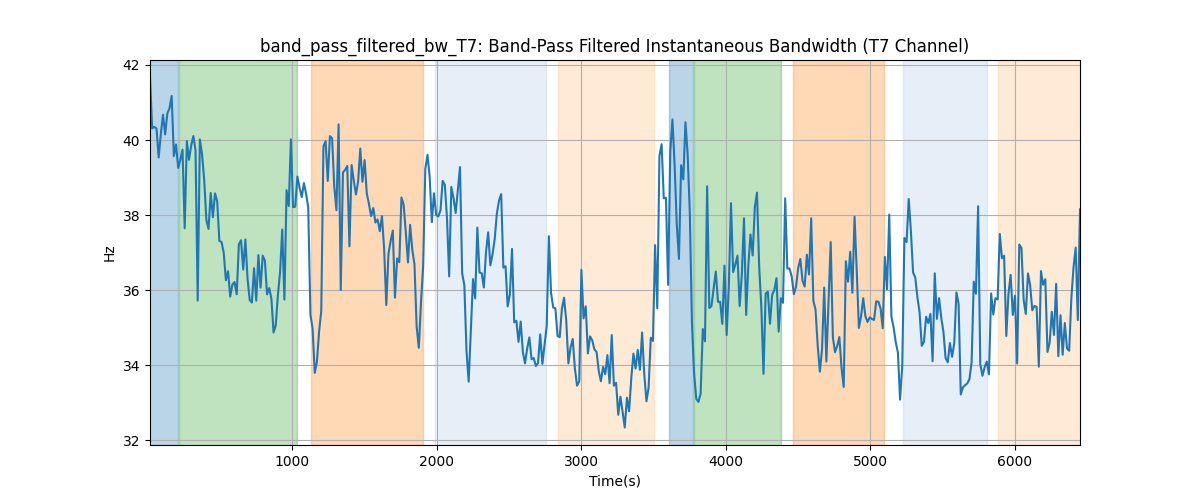 band_pass_filtered_bw_T7: Band-Pass Filtered Instantaneous Bandwidth (T7 Channel)
42
40
38
36
34
32
Hz
1000 2000 3000 4000 5000 6000
Time(s)